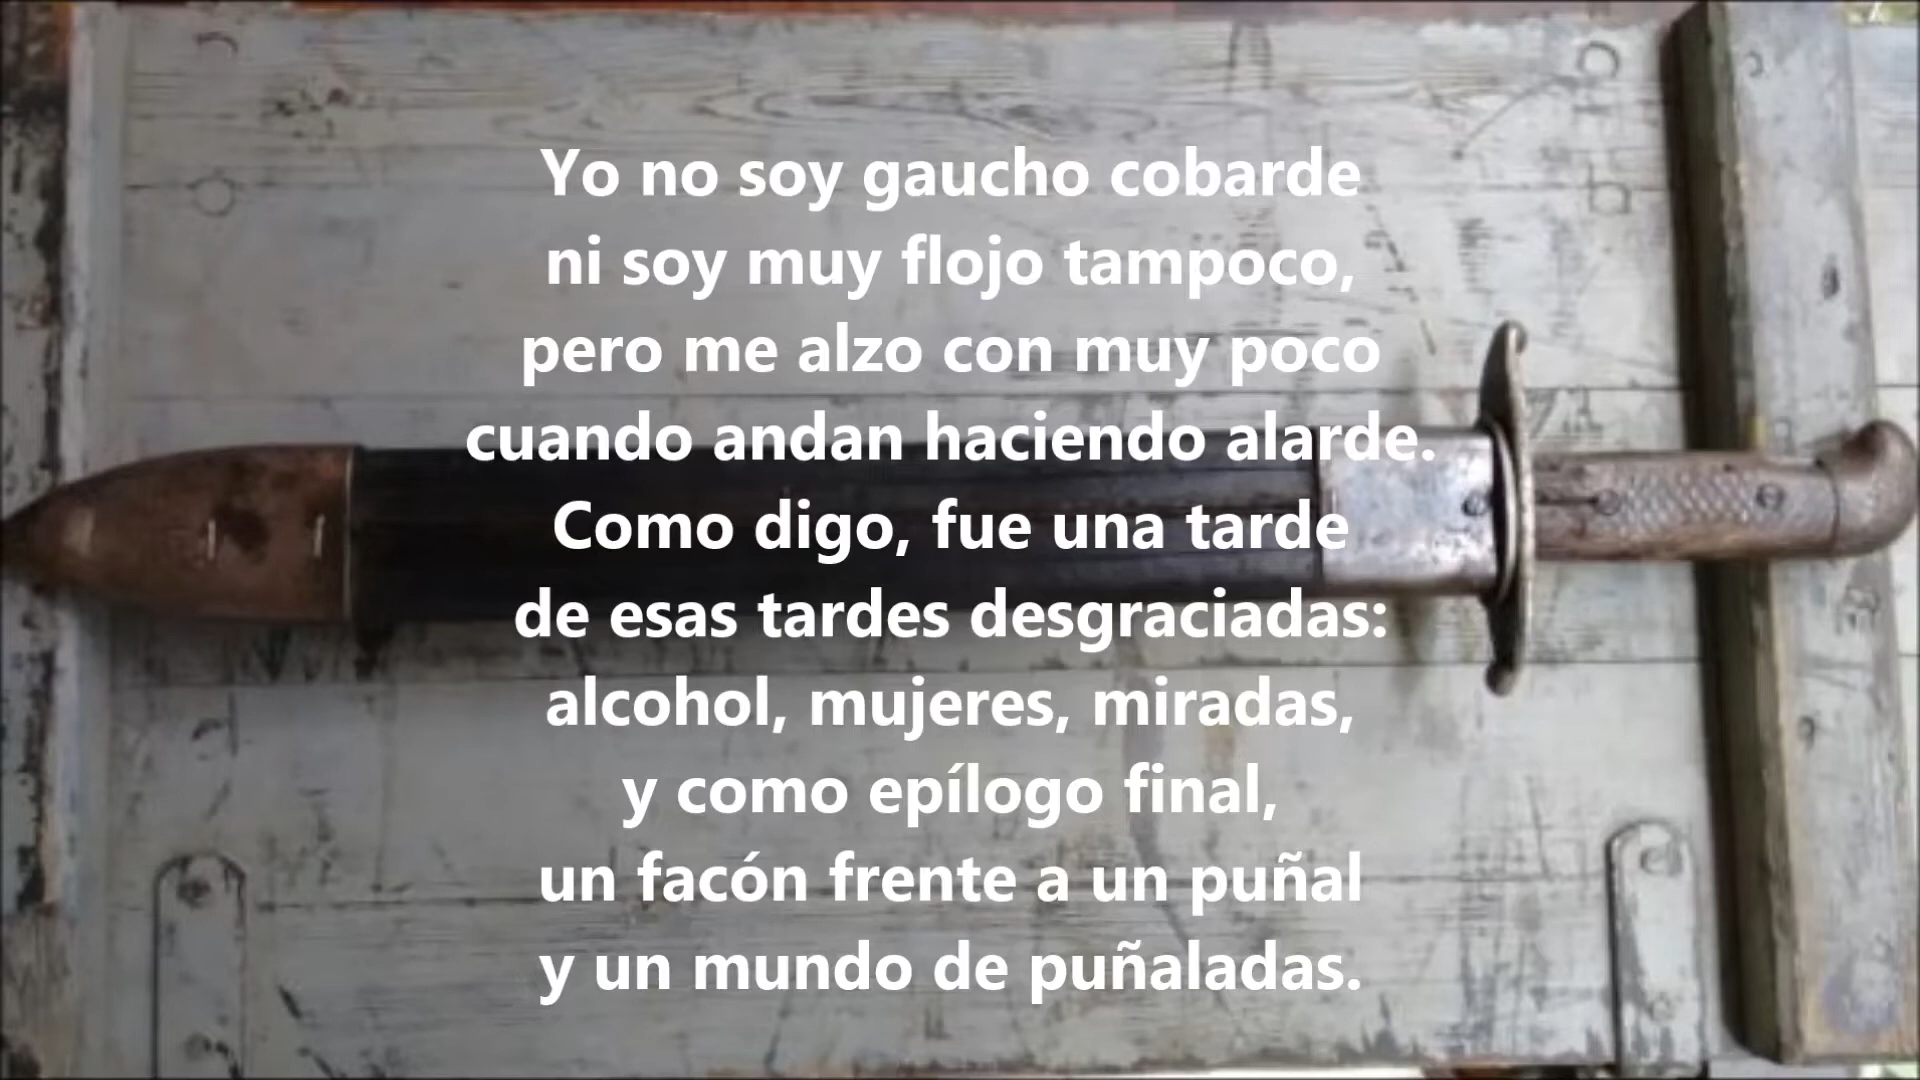 Yo no soy gaucho cobarde
ni soy muy flojo tampoco,
pero me alzo con muy poco
cuando andan haciendo alarde.
Como digo, fue una tarde
de esas tardes desgraciadas:
alcohol, mujeres, miradas,
y como epílogo final,
un facón frente a un puñal
y un mundo de puñaladas.